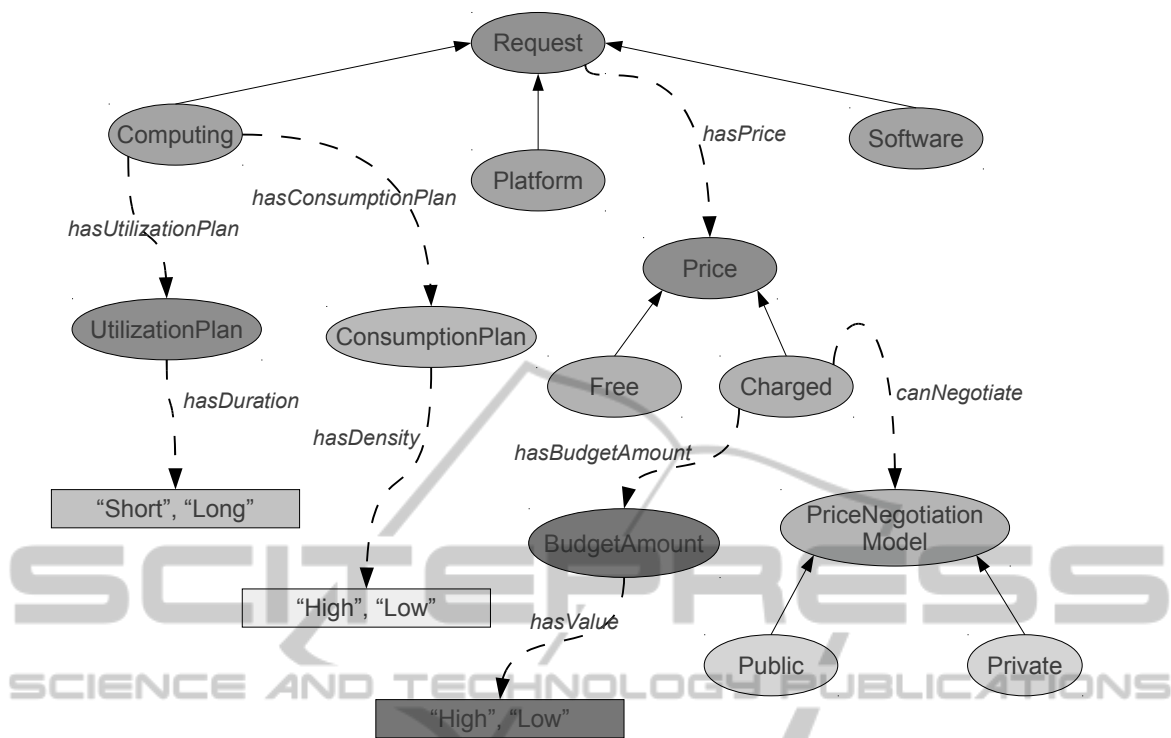 Request
Computing
hasPrice
Software
Platform
hasConsumptionPlan
hasUtilizationPlan
Price
UtilizationPlan
ConsumptionPlan
Free
Charged
canNegotiate
hasDuration
hasDensity
hasBudgetAmount
“Short”, “Long”
PriceNegotiation
Model
BudgetAmount
SCITEPRESS
“High”, “Low”
hasValue
Public
Private
SCIENCE AND TECHNOLOGY PUBLICATIONS
“High”, “Low”